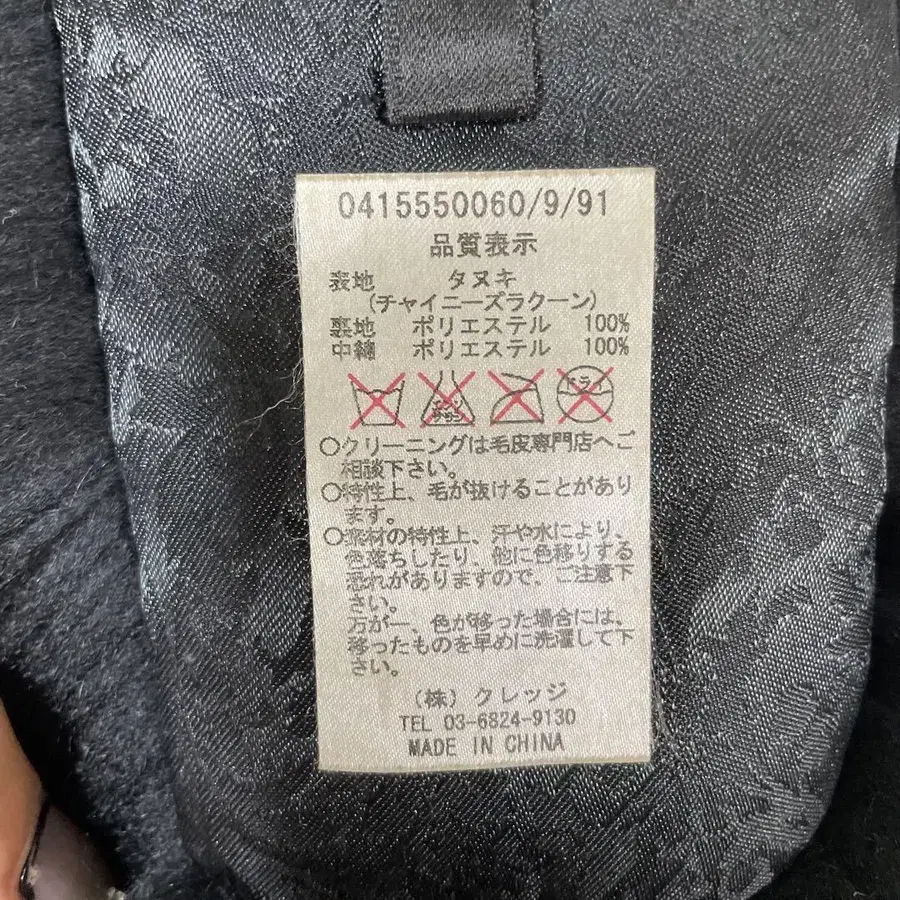 0415550060/9/91
品質表示
表地 タヌキ
(チャイニーズラクーン)
裏地 ポリエステル 100%
中綿 ポリエステル 100%
エンソ ドライ
サラシ
○クリーニングは毛皮専門店へご
相談下さい。
○特性上、毛が抜けることがあり
ます。
○素材の特性上、汗や水により、
色落ちしたり、他に色移りする
恐れがありますので、ご注意下
さい。
万が一、色が移った場合には、
移ったものを早めに洗濯して下
さい。
(株) クレッジ
TEL 03-6824-9130
MADE IN CHINA